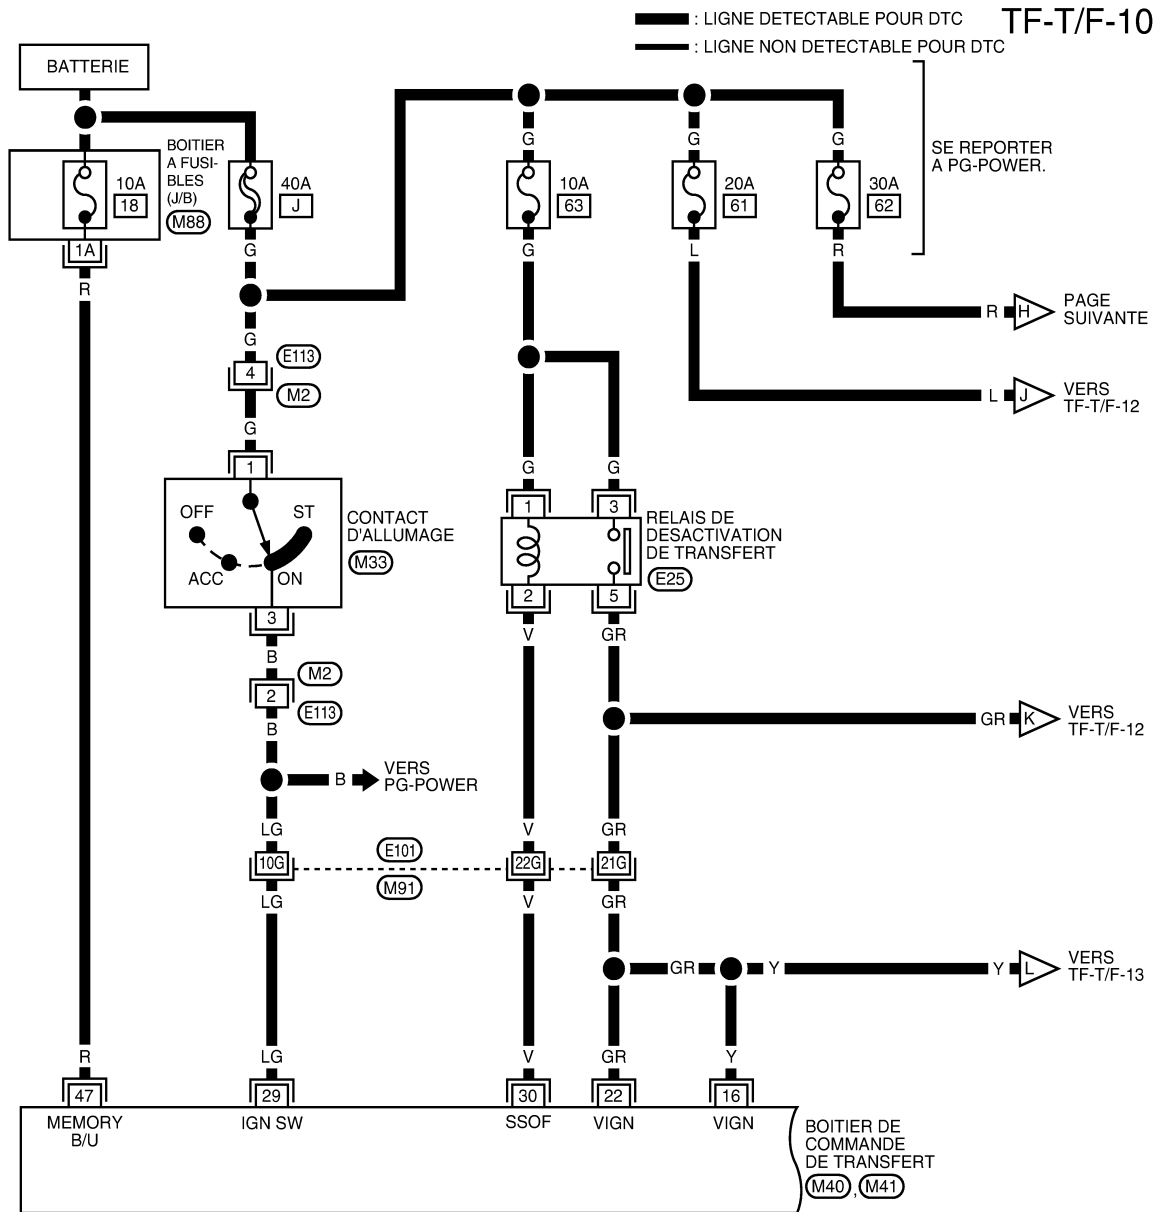 : LIGNE DETECTABLE POUR DTC
TF-T/F-10
: LIGNE NON DETECTABLE POUR DTC
BATTERIE
BOITIER
A FUSI-
BLES
(J/B)
M88
10A
18
1A
40A
J
G
10A
63
G
20A
61
G
30A
62
SE REPORTER
A PG-POWER.
G
G
L
R
R
R
H
PAGE
SUIVANTE
G
E113
4
M2
L
J
VERS
TF-T/F-12
G
1
G
G
1
3
OFF
ST
ACC
ON
CONTACT
D'ALLUMAGE
M33
RELAIS DE
DESACTIVATION
DE TRANSFERT
E25
3
2
5
B
V
GR
M2
2
E113
B
GR
K
VERS
TF-T/F-12
B
VERS
PG-POWER
LG
V
GR
10G
E101
22G
21G
M91
LG
V
GR
GR
Y
Y
L
VERS
TF-T/F-13
R
LG
V
GR
Y
47
29
30
22
16
MEMORY
B/U
IGN SW
SSOF
VIGN
VIGN
BOITIER DE
COMMANDE
DE TRANSFERT
M40 , M41